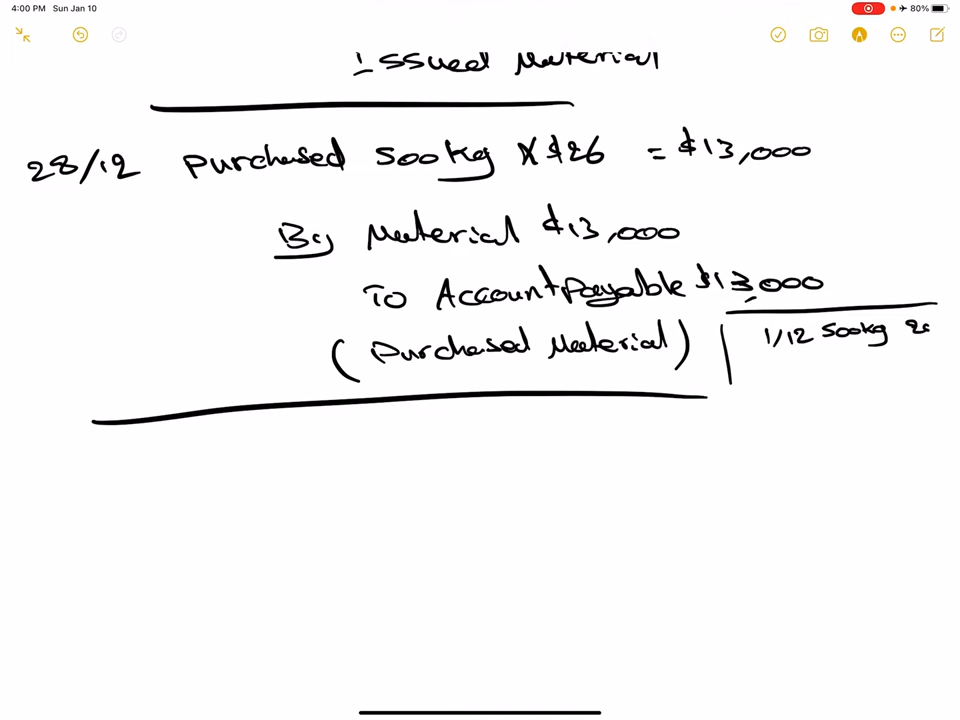 4:00 PM Sun Jan 10
80%
Issued Material
28/12 Purchased 500kg X $26 = $13,000
By Material $13,000
To Account Payable $13,000
(Purchased Material)
1/12 500kg